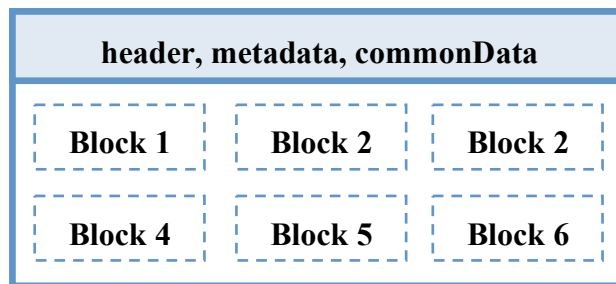 header, metadata, commonData
Block 1 Block 2 Block 2
Block 4 Block 5 Block 6